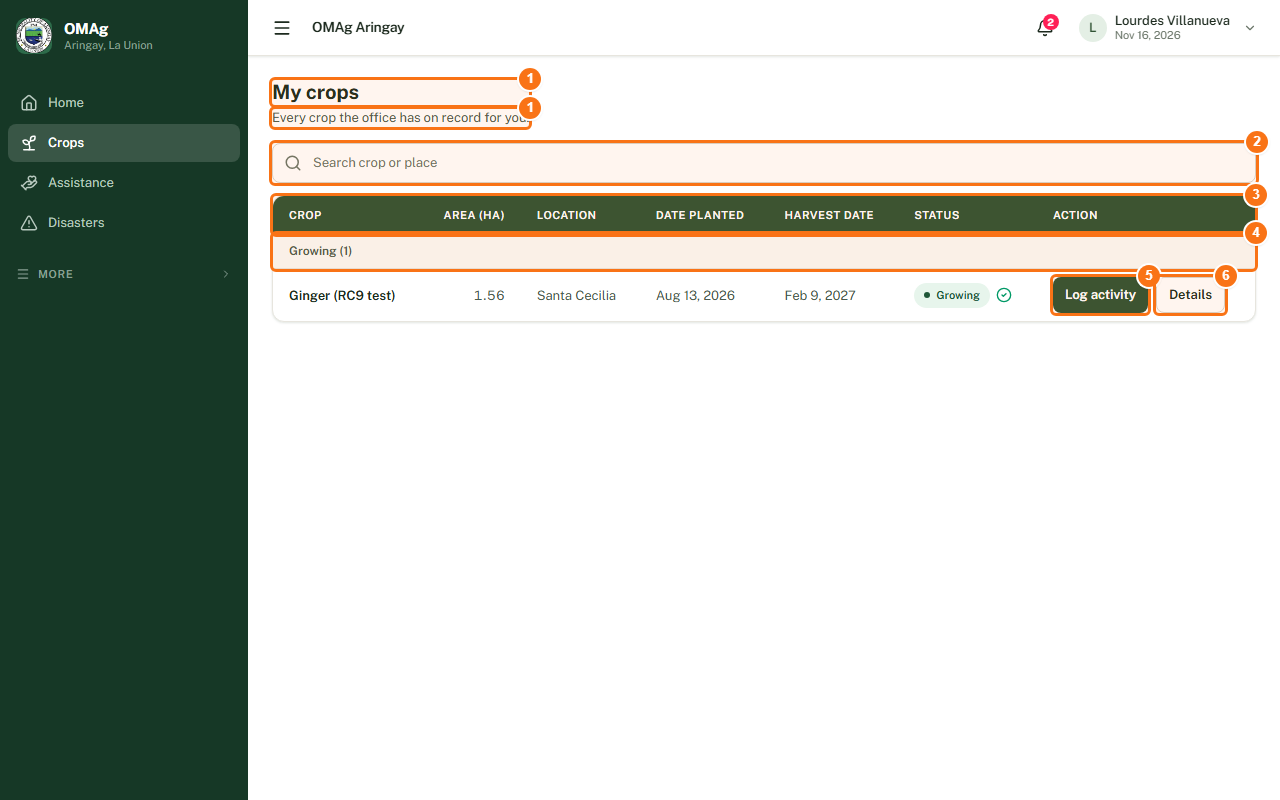 OMAg
Aringay, La Union
Home
Crops
Assistance
Disasters
MORE
OMAg Aringay
2
L
Lourdes Villanueva
Nov 16, 2026
1
My crops
1
Every crop the office has on record for you.
2
Search crop or place
3
CROP AREA (HA) LOCATION DATE PLANTED HARVEST DATE STATUS ACTION
4
Growing (1)
5
6
Ginger (RC9 test) 1.56 Santa Cecilia Aug 13, 2026 Feb 9, 2027 Growing Log activity Details